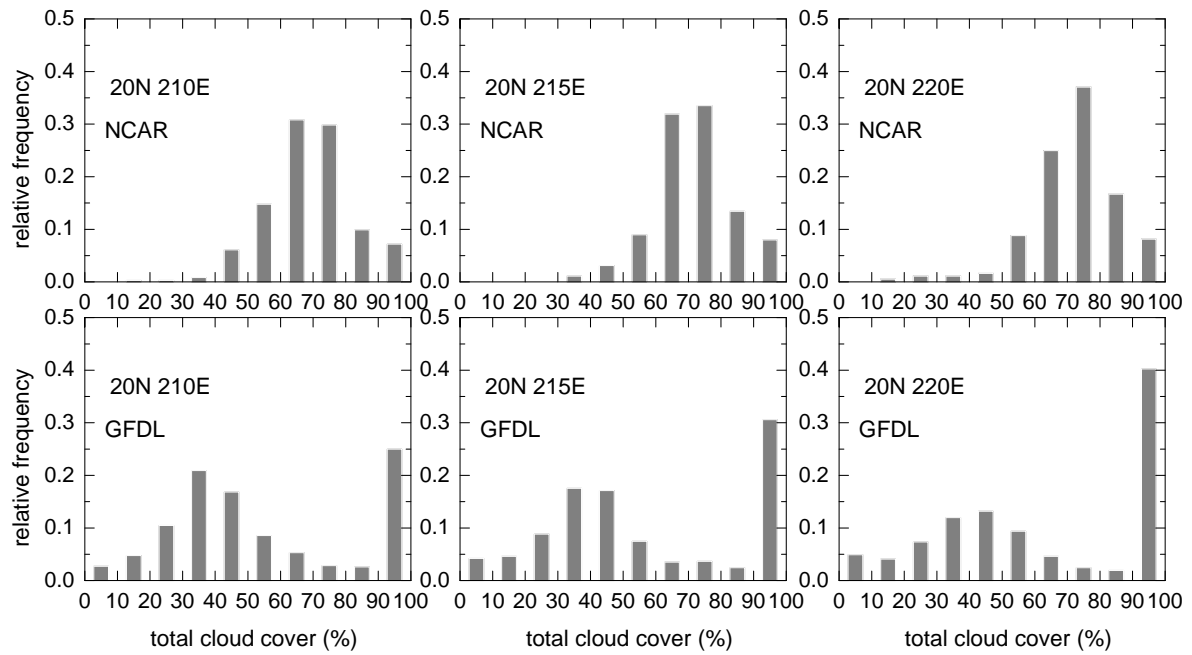 0.5 0.5 0.5
0.4 0.4 0.4
20N 210E 20N 215E 20N 220E
NCAR NCAR NCAR
0.3 0.3 0.3
0.2 0.2 0.2
0.1 0.1 0.1
0.0 0.0 0.0
relative frequency
0 10 20 30 40 50 60 70 80 90 100 0 10 20 30 40 50 60 70 80 90 100 0 10 20 30 40 50 60 70 80 90 100
0.5 0.5 0.5
0.4 0.4 0.4
20N 210E 20N 215E 20N 220E
0.3 0.3 0.3
GFDL GFDL GFDL
0.2 0.2 0.2
0.1 0.1 0.1
0.0 0.0 0.0
relative frequency
0 10 20 30 40 50 60 70 80 90 100 0 10 20 30 40 50 60 70 80 90 100 0 10 20 30 40 50 60 70 80 90 100
total cloud cover (%) total cloud cover (%) total cloud cover (%)